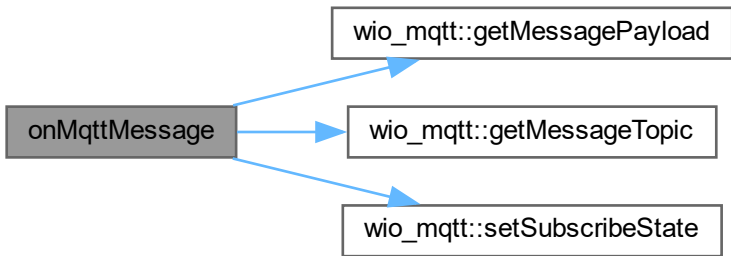 wio_mqtt::getMessagePayload
onMqttMessage
wio_mqtt::getMessageTopic
wio_mqtt::setSubscribeState